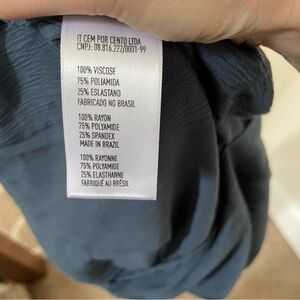 IT CEM POR CENTO LTDA
CNPJ: 08.816.222/0001-99
100% VISCOSE
75% POLIAMIDA
25% ESLASTANO
FABRICADO NO BRASIL
100% RAYON
75% POLYAMIDE
25% SPANDEX
MADE IN BRAZIL
100% RAYONNE
75% POLYAMIDE
25% ELASTHANNE
FABRIQUÉ AU BRÉSIL